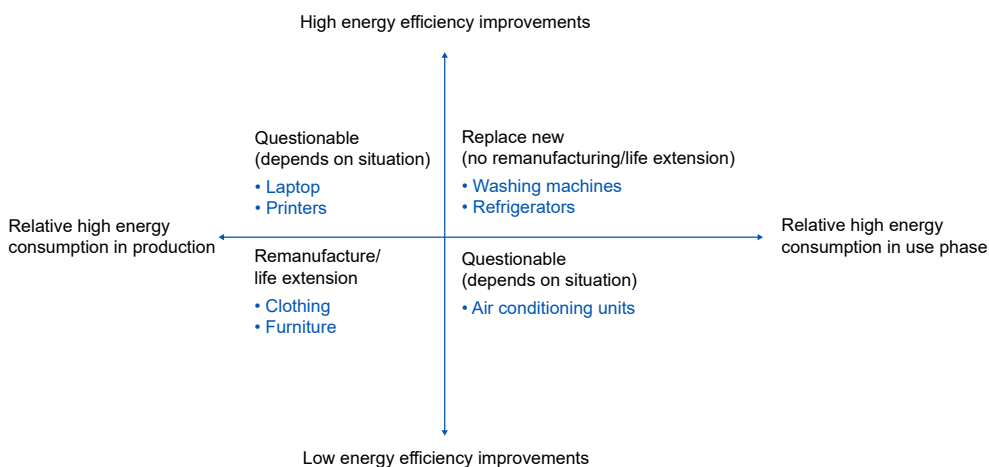 High energy efficiency improvements
Questionable
(depends on situation)
• Laptop
• Printers
Replace new
(no remanufacturing/life extension)
• Washing machines
• Refrigerators
Relative high energy
consumption in production
Relative high energy
consumption in use phase
Remanufacture/
life extension
• Clothing
• Furniture
Questionable
(depends on situation)
• Air conditioning units
Low energy efficiency improvements